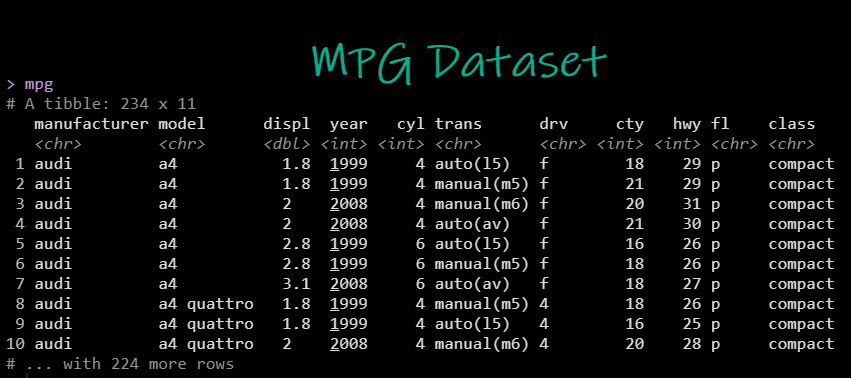 MPG Dataset
> mpg
# A tibble: 234 x 11
manufacturer model displ year cyl trans drv cty hwy fl class
<chr> <chr> <dbl> <int> <int> <chr> <chr> <int> <int> <chr> <chr>
1 audi a4 1.8 1999 4 auto(l5) f 18 29 p compact
2 audi a4 1.8 1999 4 manual(m5) f 21 29 p compact
3 audi a4 2 2008 4 manual(m6) f 20 31 p compact
4 audi a4 2 2008 4 auto(av) f 21 30 p compact
5 audi a4 2.8 1999 6 auto(l5) f 16 26 p compact
6 audi a4 2.8 1999 6 manual(m5) f 18 26 p compact
7 audi a4 3.1 2008 6 auto(av) f 18 27 p compact
8 audi a4 quattro 1.8 1999 4 manual(m5) 4 18 26 p compact
9 audi a4 quattro 1.8 1999 4 auto(l5) 4 16 25 p compact
10 audi a4 quattro 2 2008 4 manual(m6) 4 20 28 p compact
# ... with 224 more rows